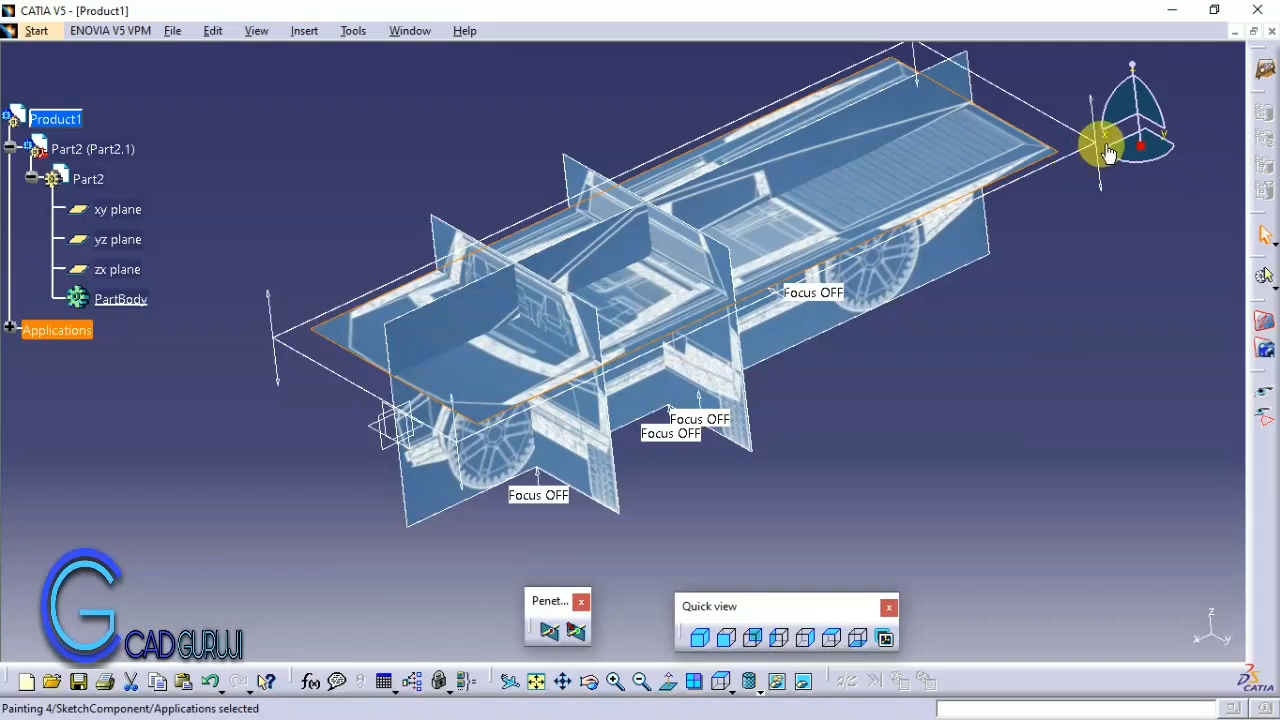 CATIA V5 - [Product1]
Start ENOVIA V5 VPM File Edit View Insert Tools Window Help
Product1
Part2 (Part2.1)
Part2
xy plane
yz plane
zx plane
PartBody
Applications
Focus OFF
Focus OFF
Focus OFF
Focus OFF
Penet...
Quick view
CADGURUJI
z
x y
f(x)
CATIA
Painting 4/SketchComponent/Applications selected